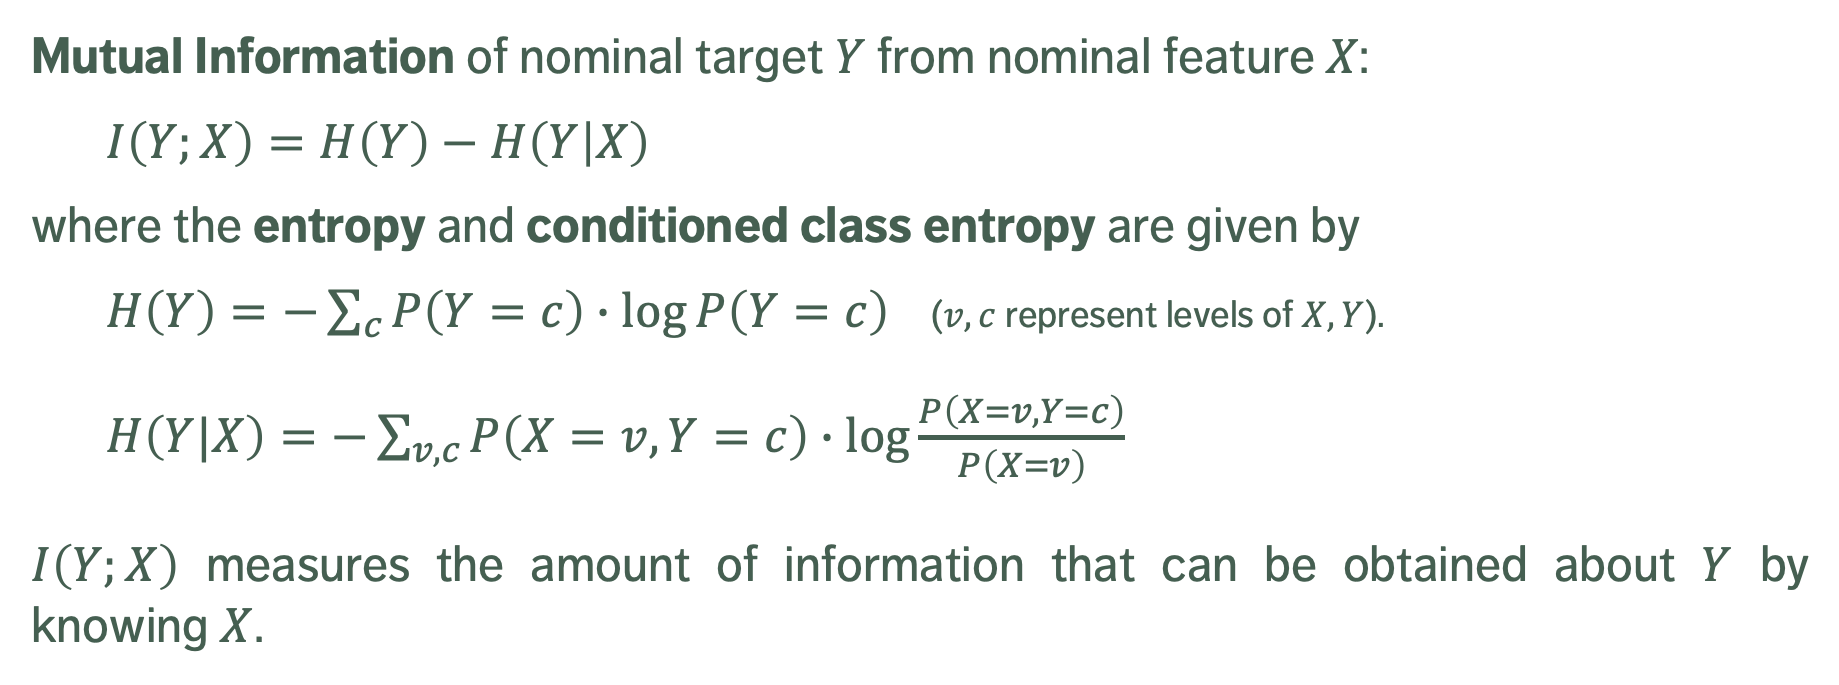 Mutual Information of nominal target Y from nominal feature X:
I(Y; X) = H(Y) − H(Y|X)
where the entropy and conditioned class entropy are given by
H(Y) = − ∑c P(Y = c) · log P(Y = c) (v, c represent levels of X, Y).
H(Y|X) = − ∑v,c P(X = v, Y = c) · log P(X=v,Y=c) / P(X=v)
I(Y; X) measures the amount of information that can be obtained about Y by
knowing X.